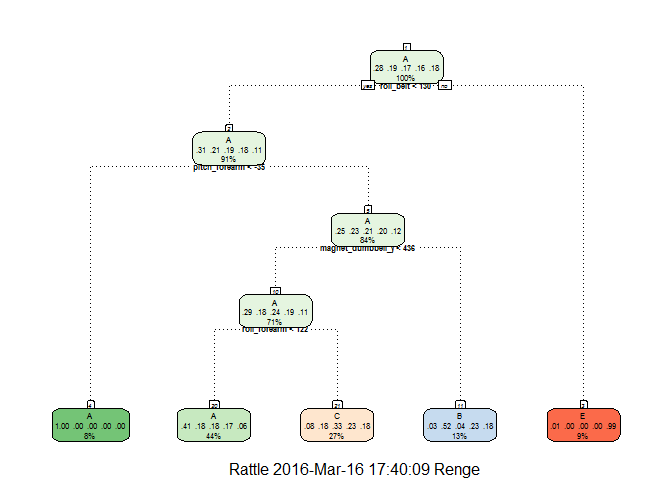 1
A
.28 .19 .17 .16 .18
100%
yes roll_belt < 130 no
2
A
.31 .21 .19 .18 .11
91%
pitch_forearm < -35
5
A
.25 .23 .21 .20 .12
84%
magnet_dumbbell_y < 436
10
A
.29 .18 .24 .19 .11
71%
roll_forearm < 122
4
A
1.00 .00 .00 .00 .00
8%
20
A
.41 .18 .18 .17 .06
44%
21
C
.08 .18 .33 .23 .18
27%
11
B
.03 .52 .04 .23 .18
13%
3
E
.01 .00 .00 .00 .99
9%
Rattle 2016-Mar-16 17:40:09 Renge